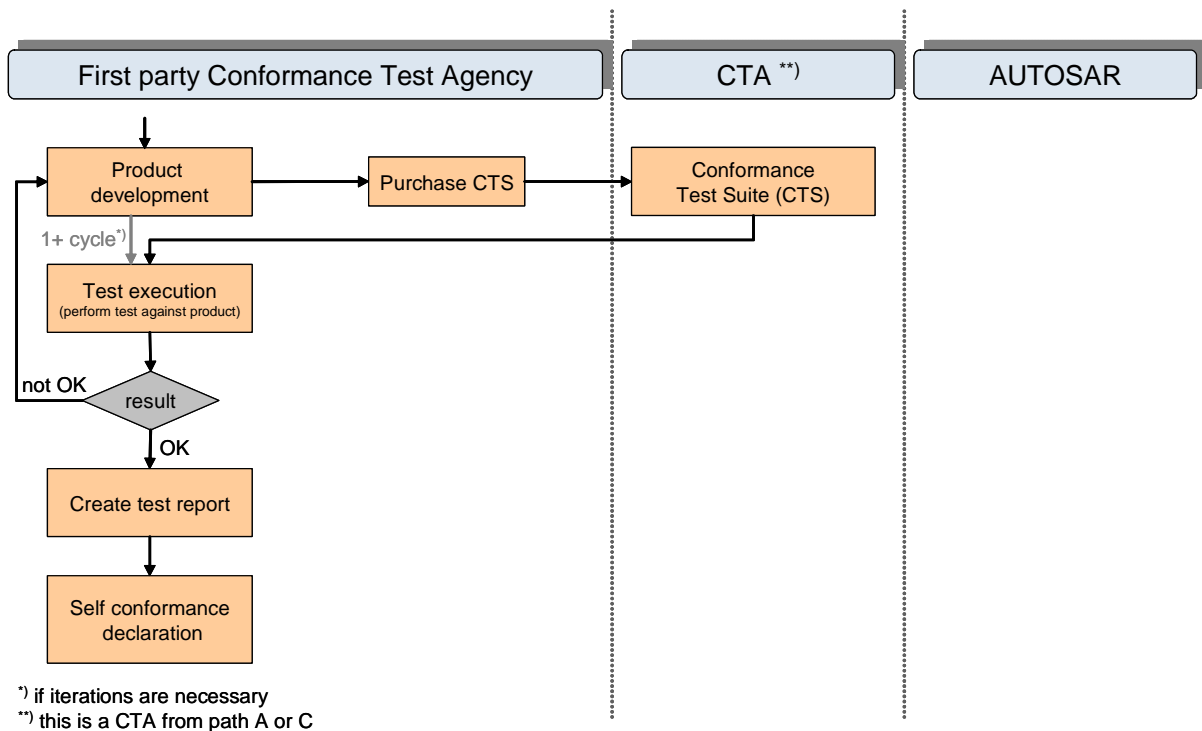 First party Conformance Test Agency
CTA **)
AUTOSAR
Product
development
Purchase CTS
Conformance
Test Suite (CTS)
1+ cycle*)
Test execution
(perform test against product)
not OK
result
OK
Create test report
Self conformance
declaration
*) if iterations are necessary
**) this is a CTA from path A or C